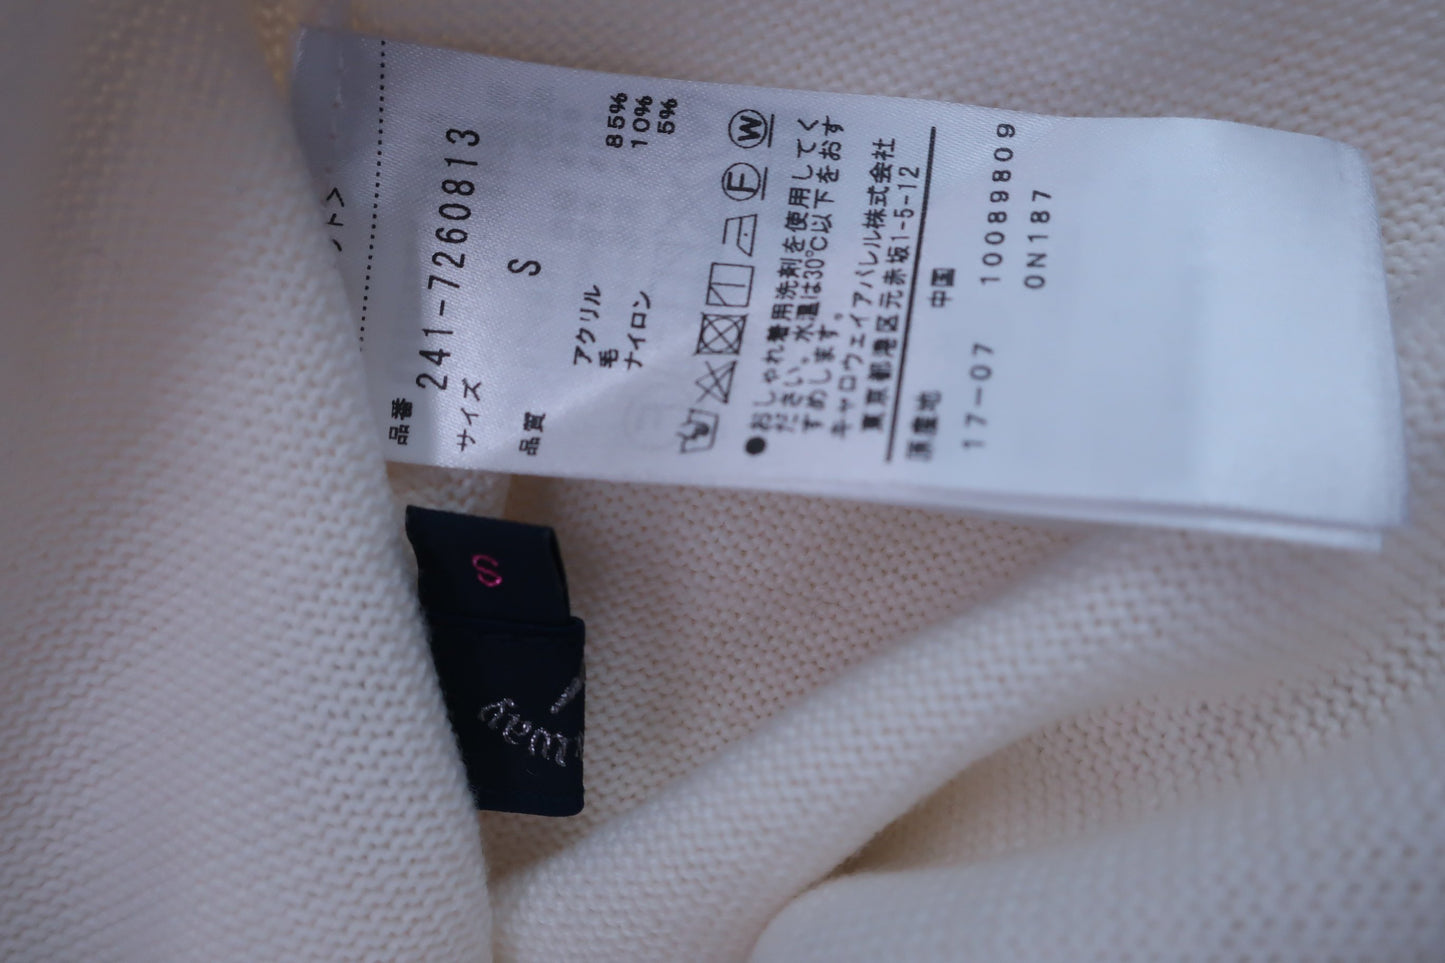 ト>
品番
241-7260813
サイズ
S
品質
アクリル 85%
毛 10%
ナイロン 5%
F W
●おしゃれ着用洗剤を使用してく
ださい、水温は30℃以下をおす
すめします。
キャロウェイアパレル株式会社
東京都港区元赤坂1-5-12
原産地 中国
17-07 10089809
0N187
S
way